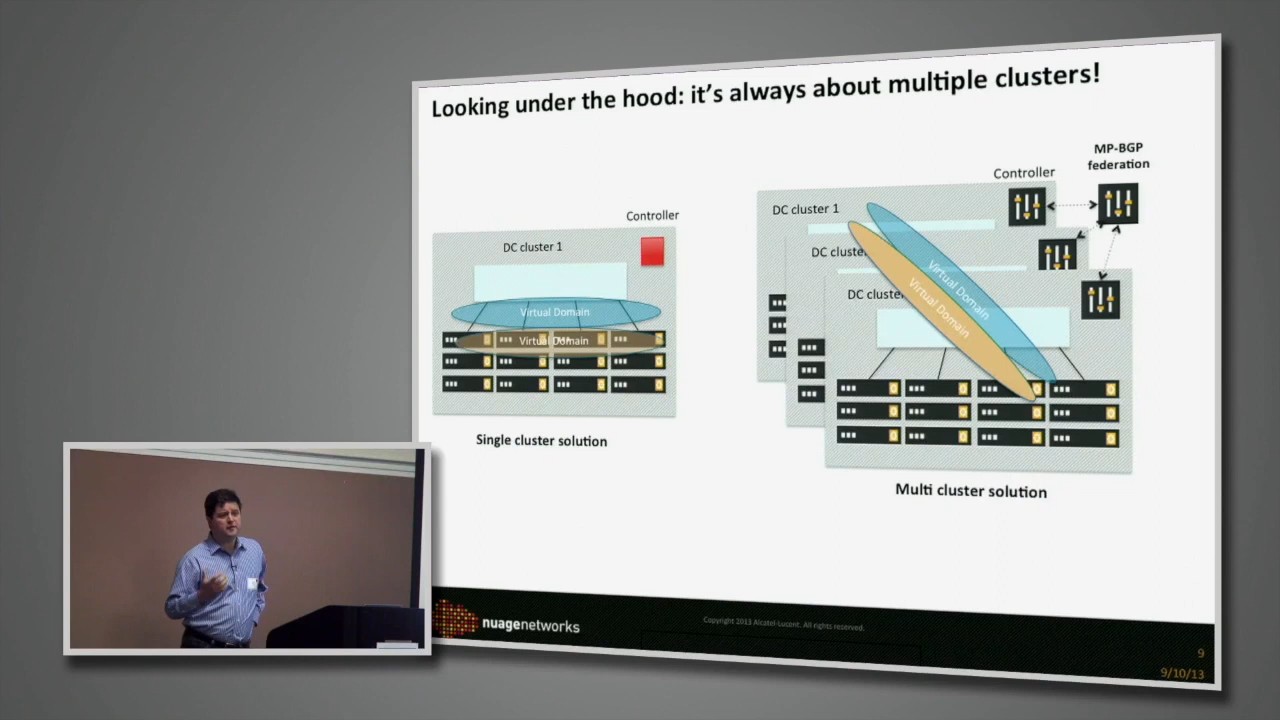 Looking under the hood: it's always about multiple clusters!
Controller
DC cluster 1
Virtual Domain
Virtual Domain
Single cluster solution
MP-BGP
federation
Controller
DC cluster 1
DC
DC
Virtual Domain
Virtual Domain
Multi cluster solution
nuagenetworks
Copyright 2013 Alcatel-Lucent. All rights reserved.
9
9/10/13